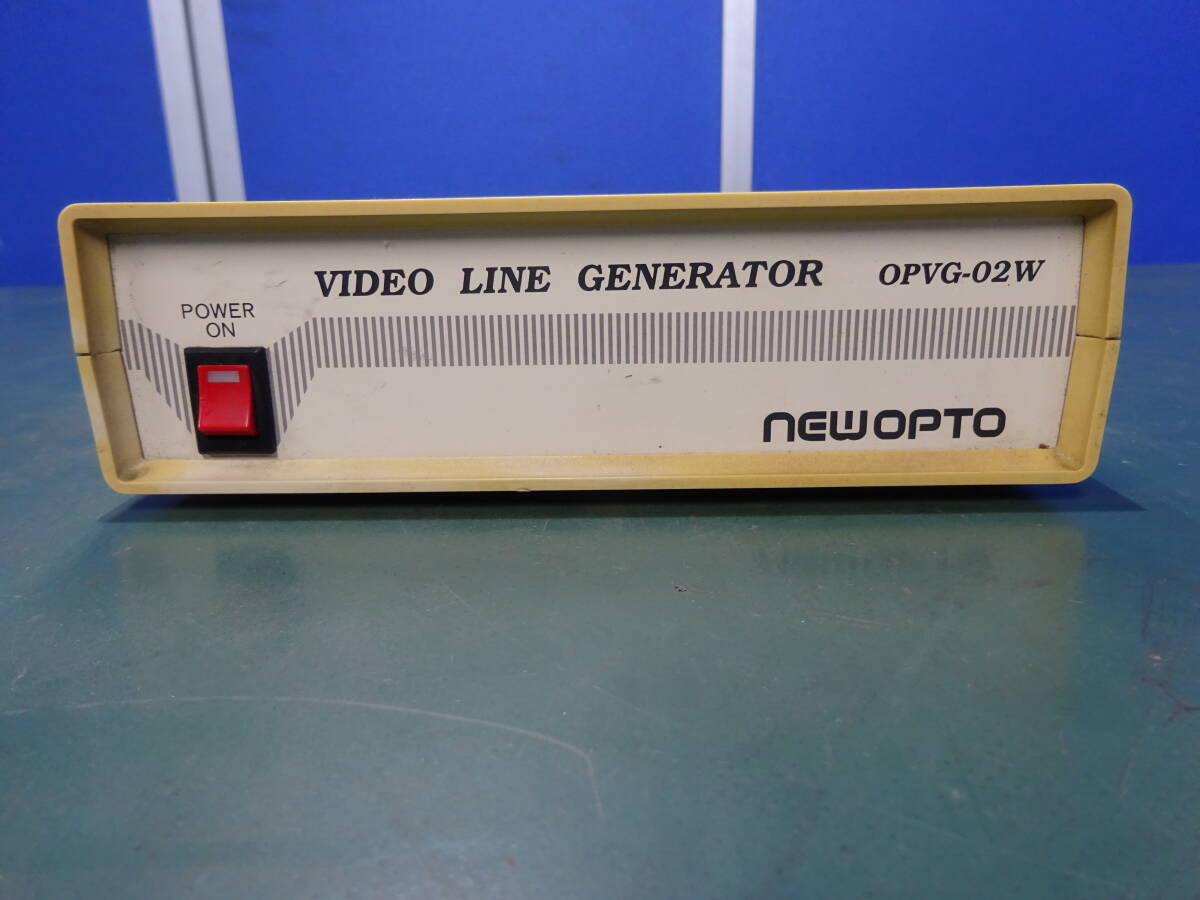 VIDEO LINE GENERATOR OPVG-02W
POWER
ON
NEWOPTO